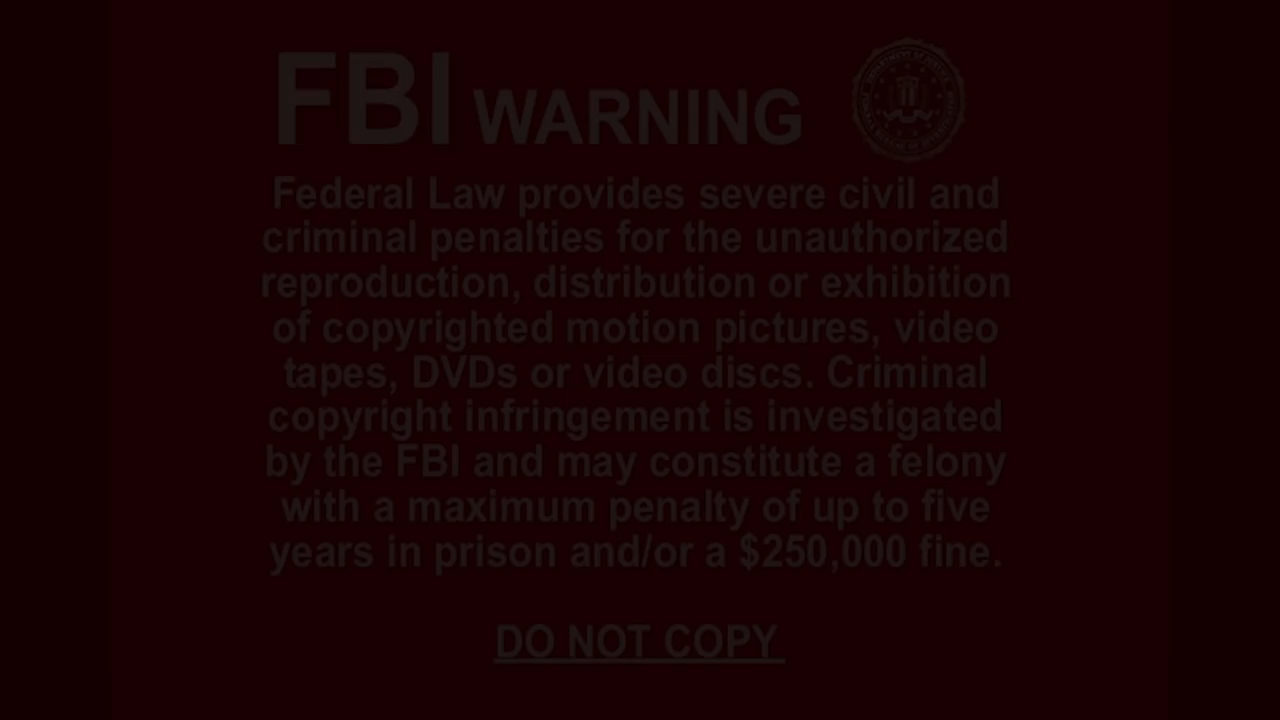 FBI WARNING
Federal Law provides severe civil and
criminal penalties for the unauthorized
reproduction, distribution or exhibition
of copyrighted motion pictures, video
tapes, DVDs or video discs. Criminal
copyright infringement is investigated
by the FBI and may constitute a felony
with a maximum penalty of up to five
years in prison and/or a $250,000 fine.
DO NOT COPY